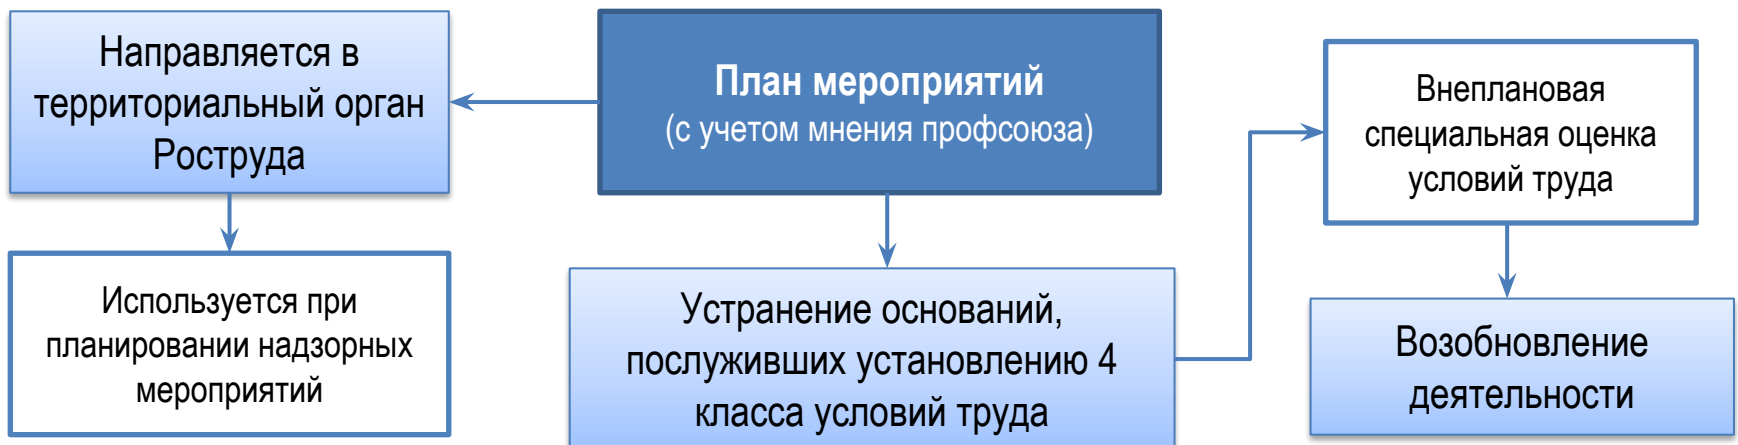 Направляется в
территориальный орган
Роструда
План мероприятий
(с учетом мнения профсоюза)
Внеплановая
специальная оценка
условий труда
Используется при
планировании надзорных
мероприятий
Устранение оснований,
послуживших установлению 4
класса условий труда
Возобновление
деятельности